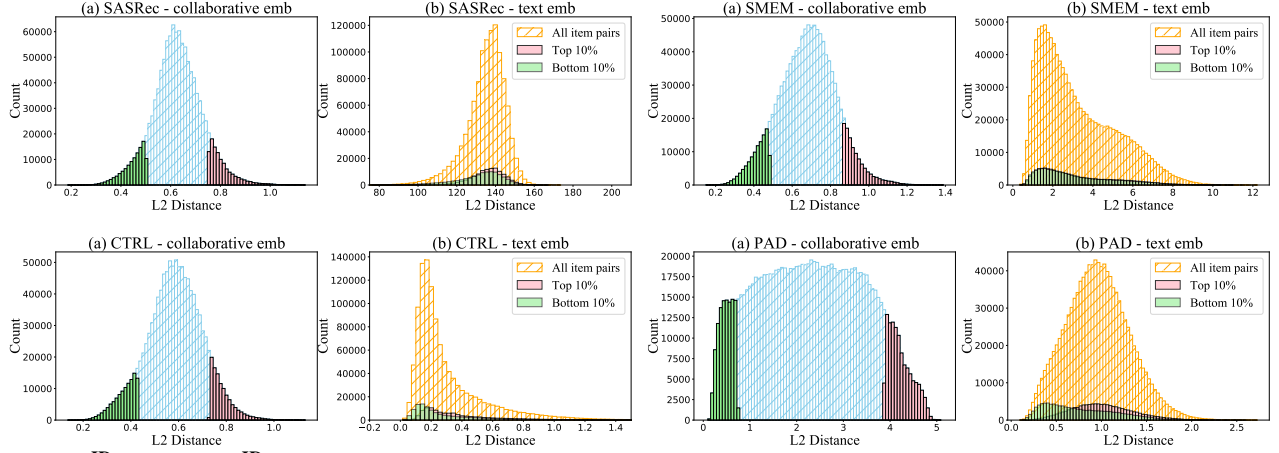 (a) SASRec - collaborative emb
60000
50000
40000
30000
20000
10000
0
Count
0.2 0.4 0.6 0.8 1.0
L2 Distance
(b) SASRec - text emb
120000
100000
80000
60000
40000
20000
0
Count
All item pairs
Top 10%
Bottom 10%
80 100 120 140 160 180 200
L2 Distance
(a) SMEM - collaborative emb
50000
40000
30000
20000
10000
0
Count
0.2 0.4 0.6 0.8 1.0 1.2 1.4
L2 Distance
(b) SMEM - text emb
50000
40000
30000
20000
10000
0
Count
All item pairs
Top 10%
Bottom 10%
0 2 4 6 8 10 12
L2 Distance
(a) CTRL - collaborative emb
50000
40000
30000
20000
10000
0
Count
0.2 0.4 0.6 0.8 1.0
L2 Distance
(b) CTRL - text emb
140000
120000
100000
80000
60000
40000
20000
0
Count
All item pairs
Top 10%
Bottom 10%
−0.2 0.0 0.2 0.4 0.6 0.8 1.0 1.2 1.4
L2 Distance
(a) PAD - collaborative emb
20000
17500
15000
12500
10000
7500
5000
2500
0
Count
0 1 2 3 4 5
L2 Distance
(b) PAD - text emb
40000
30000
20000
10000
0
Count
All item pairs
Top 10%
Bottom 10%
0.0 0.5 1.0 1.5 2.0 2.5
L2 Distance